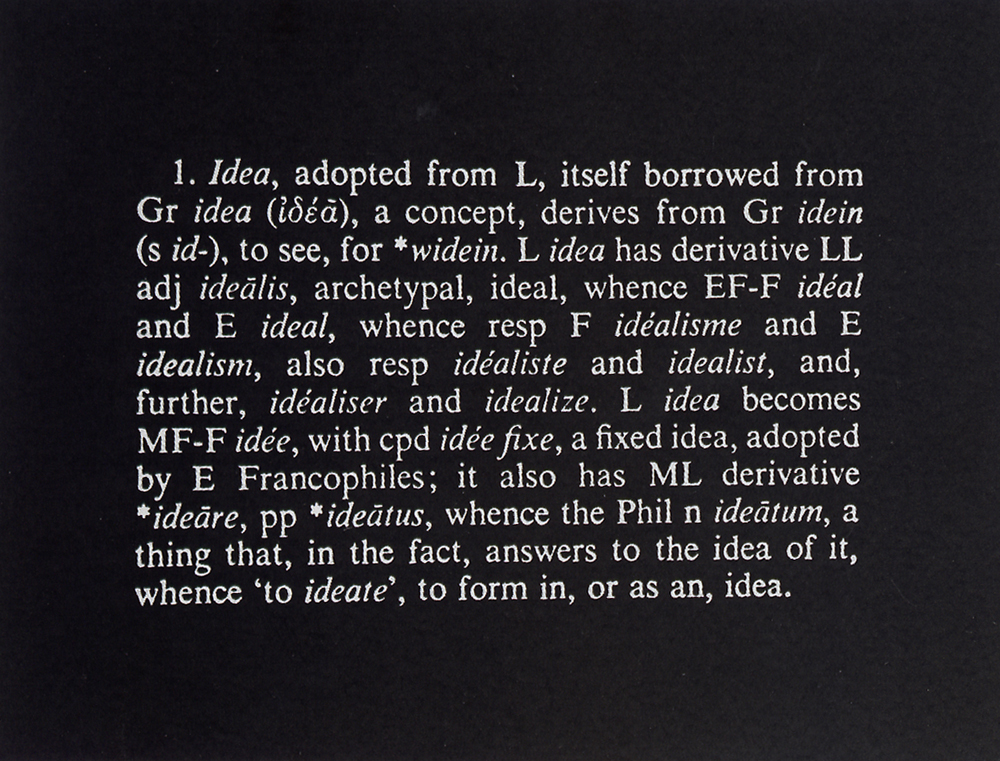 1. Idea, adopted from L, itself borrowed from
Gr idea (ἰδέᾱ), a concept, derives from Gr idein
(s id-), to see, for *widein. L idea has derivative LL
adj ideālis, archetypal, ideal, whence EF-F idéal
and E ideal, whence resp F idéalisme and E
idealism, also resp idéaliste and idealist, and,
further, idéaliser and idealize. L idea becomes
MF-F idée, with cpd idée fixe, a fixed idea, adopted
by E Francophiles; it also has ML derivative
*ideāre, pp *ideātus, whence the Phil n ideātum, a
thing that, in the fact, answers to the idea of it,
whence ‘to ideate’, to form in, or as an, idea.